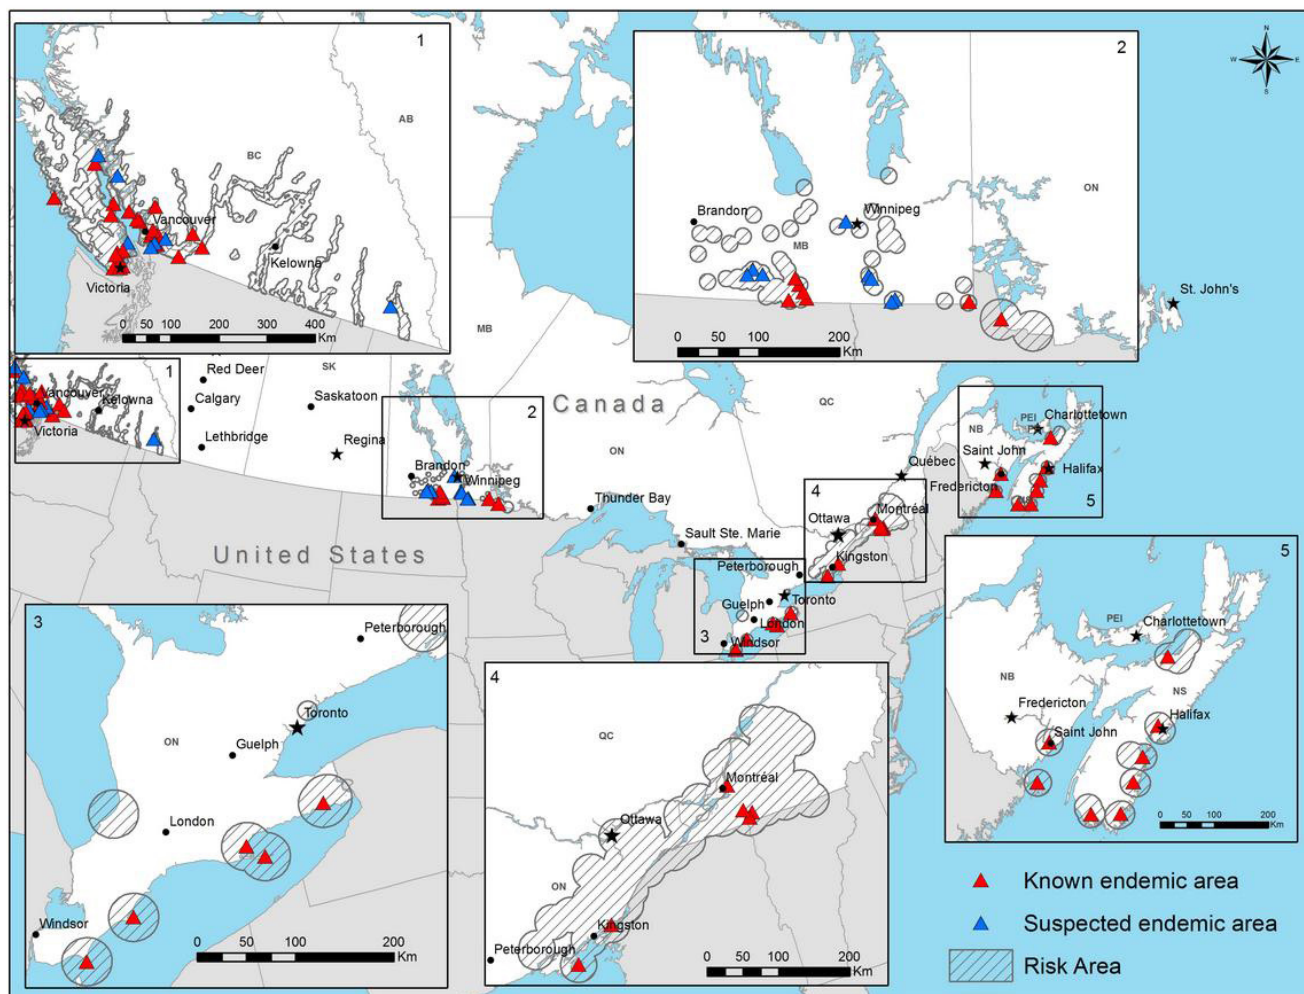 1
AB
BC
Vancouver
Kelowna
Victoria
0 50 100 200 300 400
Km
2
N
W E
S
ON
Brandon
Winnipeg
MB
0 50 100 200
Km
St. John's
MB
SK
1
Red Deer
Vancouver
Kelowna
Calgary
Saskatoon
Victoria
Lethbridge
Regina
2
Brandon
Winnipeg
Canada
QC
ON
Thunder Bay
Sault Ste. Marie
Québec
4
Montréal
Ottawa
Kingston
PEI
Charlottetown
NB
Saint John
Halifax
Fredericton
5
United States
Peterborough
Guelph
Toronto
London
3
Windsor
3
Peterborough
Toronto
ON
Guelph
London
Windsor
0 50 100 200
Km
4
QC
Montréal
Ottawa
ON
Kingston
Peterborough
0 50 100 200
Km
5
PEI
Charlottetown
NB
NS
Fredericton
Halifax
Saint John
0 50 100 200
Km
Known endemic area
Suspected endemic area
Risk Area